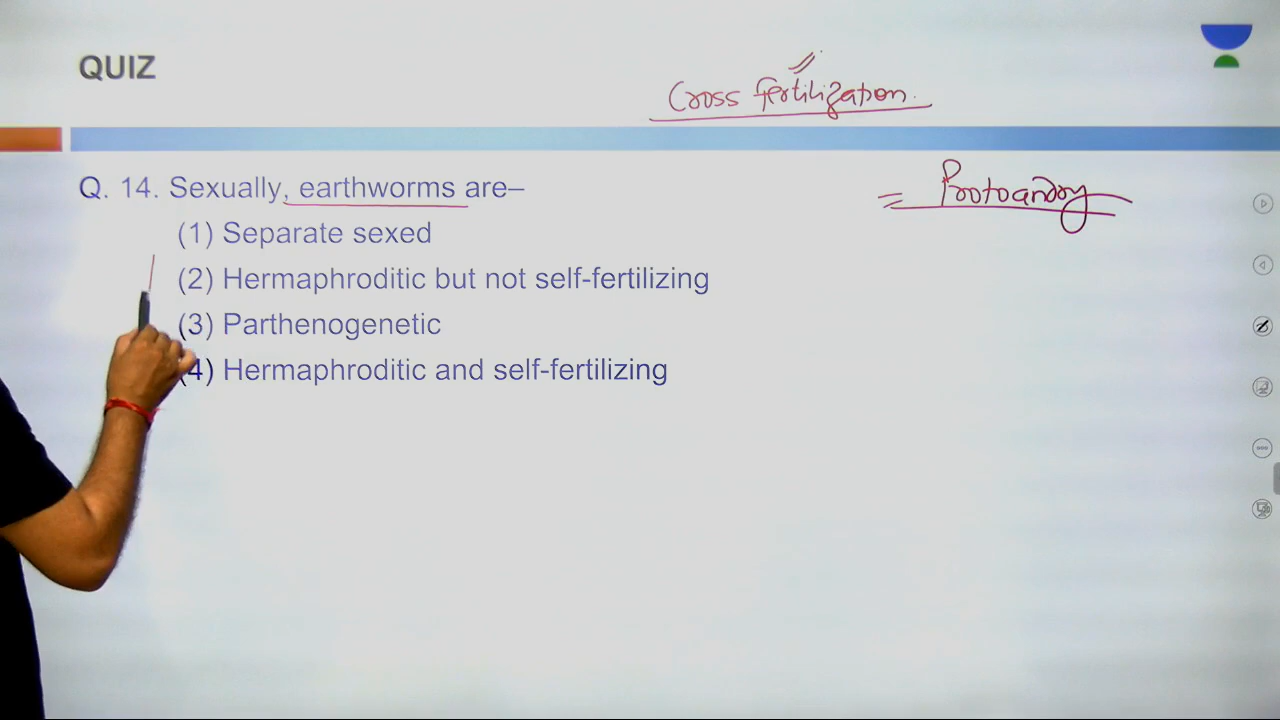 QUIZ
Cross fertilization.
Q. 14. Sexually, earthworms are–
Protoandry
(1) Separate sexed
(2) Hermaphroditic but not self-fertilizing
(3) Parthenogenetic
(4) Hermaphroditic and self-fertilizing